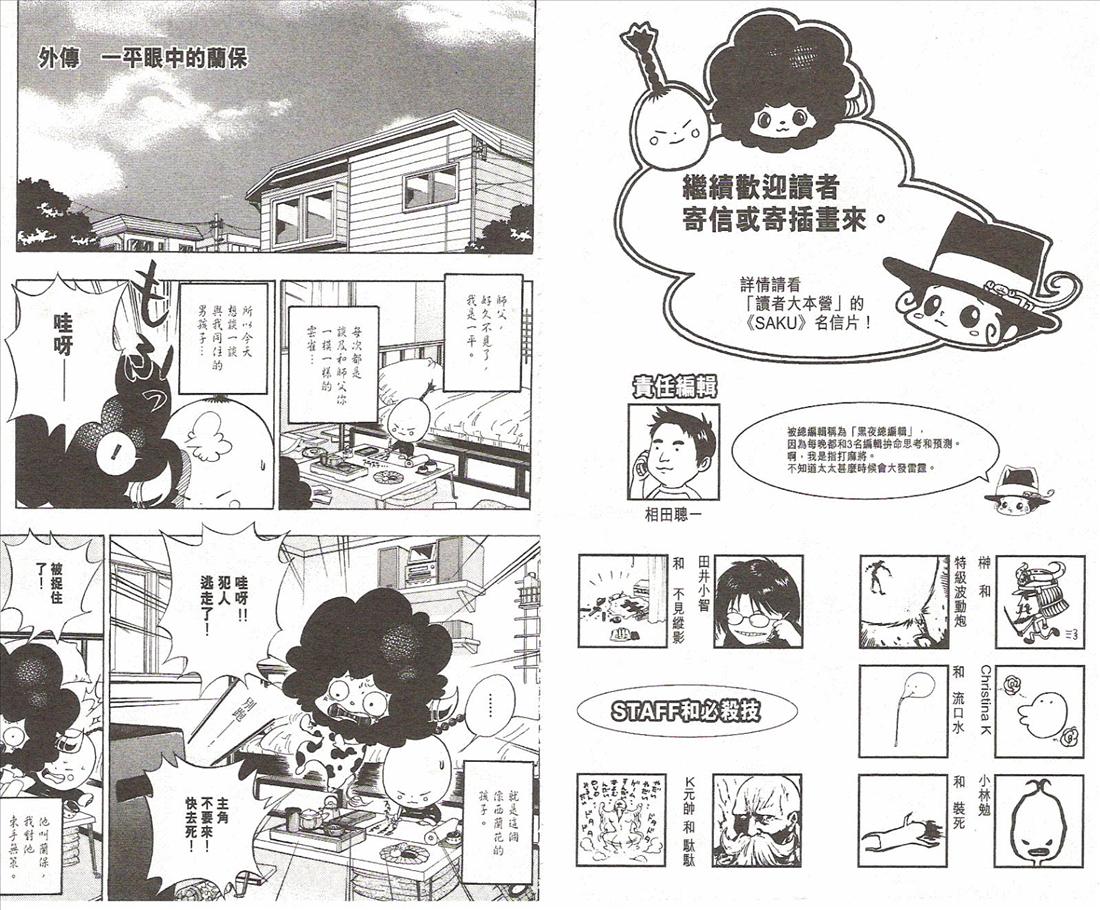 繼續歡迎讀者
寄信或寄插畫來。
詳情請看
「讀者大本營」的
《SAKU》名信片！
責任編輯
被總編輯稱為「黑夜總編輯」，
因為每晚都和3名編輯拚命思考和預測。
啊，我是指打麻將。
不知道太太甚麼時候會大發雷霆。
相田聰一
榊 和
特級波動炮
田井小智
和 不見縱影
Christina K
和 流口水
STAFF和必殺技
小林勉
和 裝死
K元帥 和 馱馱
外傳 一平眼中的蘭保
師父，
好久不見了，
我是一平。
每次都是
談及和師父你
一模一樣的
雲雀…
所以今天
想談一談
與我同住的
男孩子…
哇呀——
哇呀!!
犯人
逃走了！
別跑—
……
就是這個
像西蘭花的
孩子。
主角
不要來！
快去死！
被捉住
了！
他叫蘭保，
我對他
束手無策。